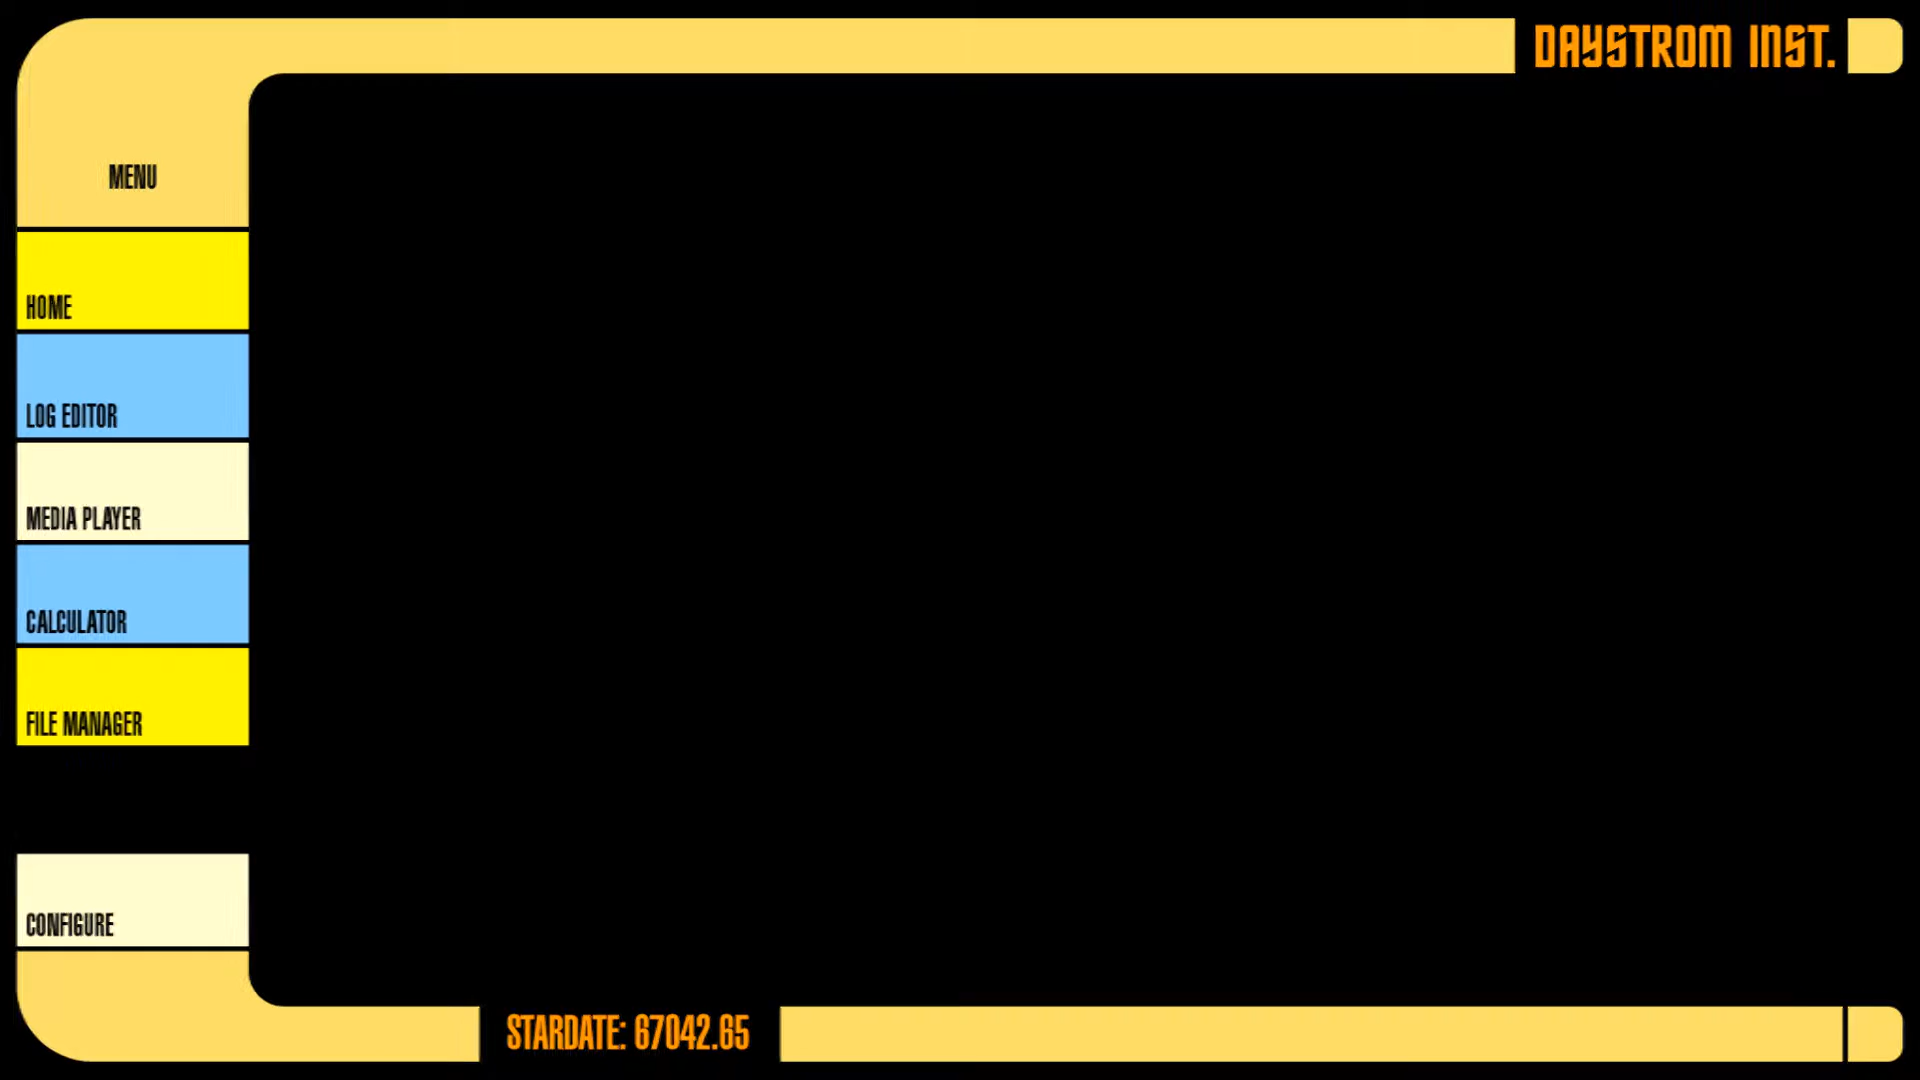 DAYSTROM INST.
MENU
HOME
LOG EDITOR
MEDIA PLAYER
CALCULATOR
FILE MANAGER
CONFIGURE
STARDATE: 67042.65